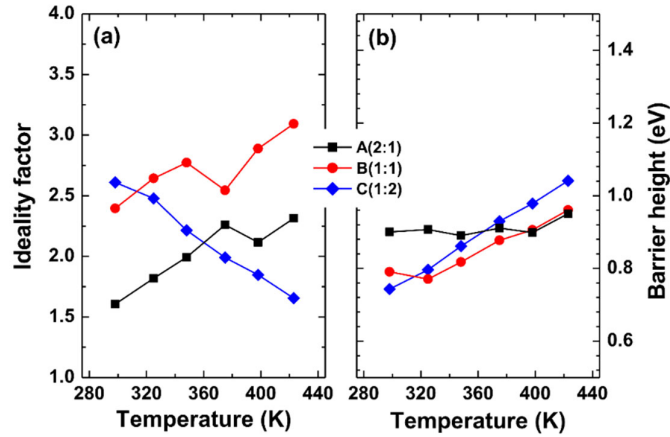 4.0
3.5
3.0
2.5
2.0
1.5
1.0
Ideality factor
(a)
280 320 360 400 440
Temperature (K)
A(2:1)
B(1:1)
C(1:2)
(b)
280 320 360 400 440
Temperature (K)
1.4
1.2
1.0
0.8
0.6
Barrier height (eV)